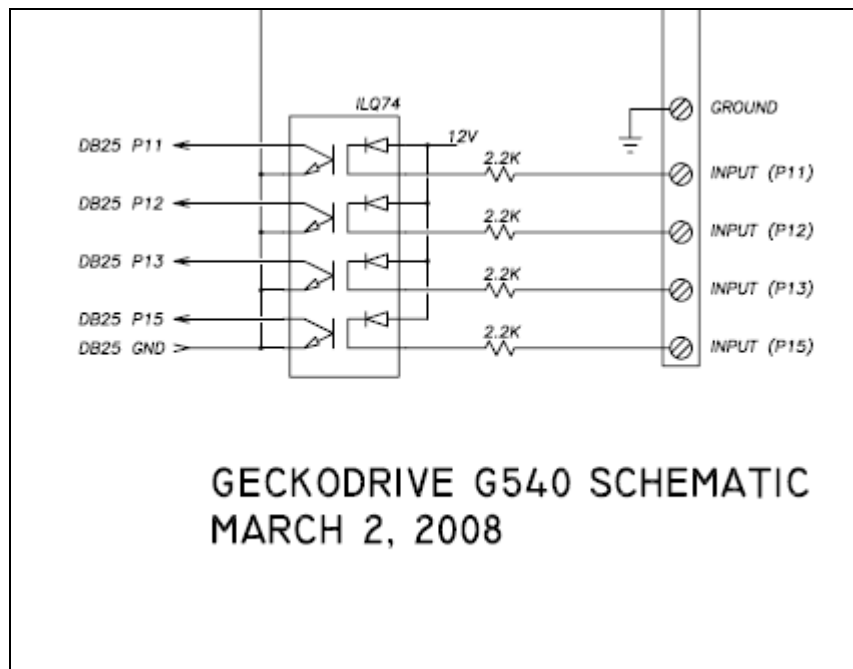 ILQ74
GROUND
DB25 P11
12V
2.2K
INPUT (P11)
DB25 P12
2.2K
INPUT (P12)
DB25 P13
2.2K
INPUT (P13)
DB25 P15
2.2K
INPUT (P15)
DB25 GND
GECKODRIVE G540 SCHEMATIC
MARCH 2, 2008